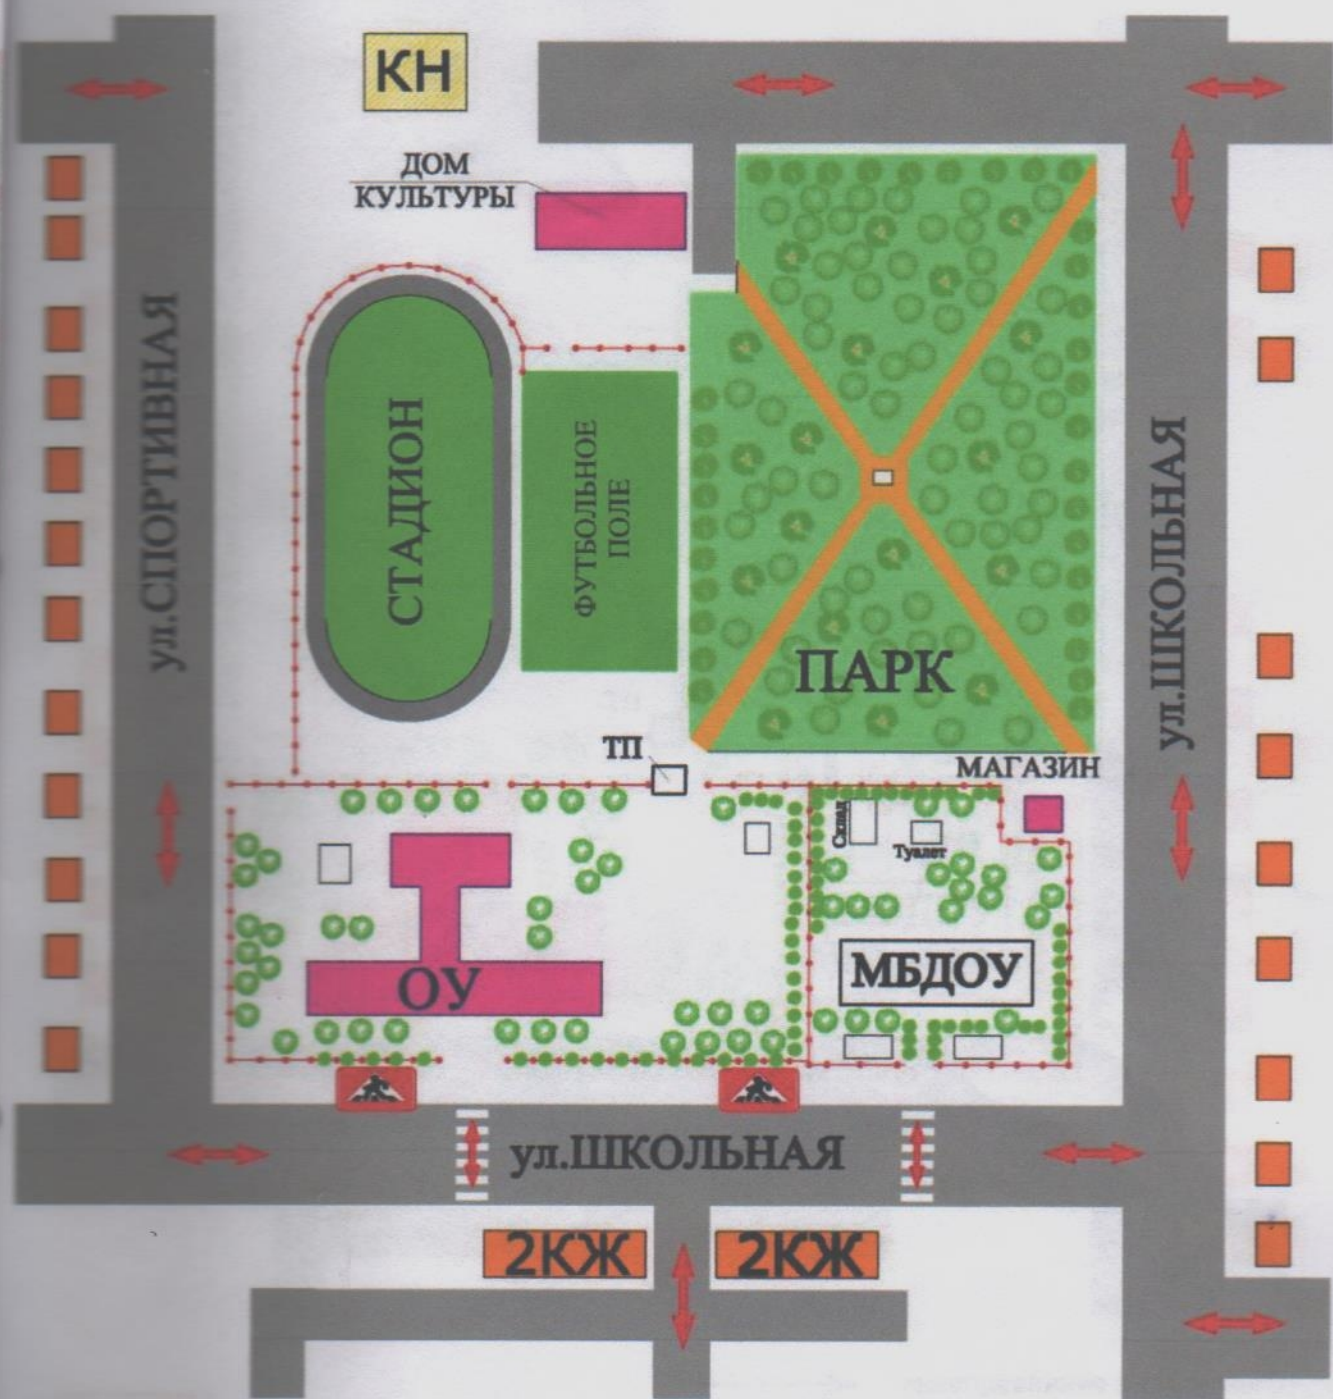 КН
ДОМ
КУЛЬТУРЫ
ул.СПОРТИВНАЯ
СТАДИОН
ФУТБОЛЬНОЕ
ПОЛЕ
ПАРК
ул.ШКОЛЬНАЯ
ТП
МАГАЗИН
Склад
Туалет
ОУ
МБДОУ
ул.ШКОЛЬНАЯ
2КЖ
2КЖ